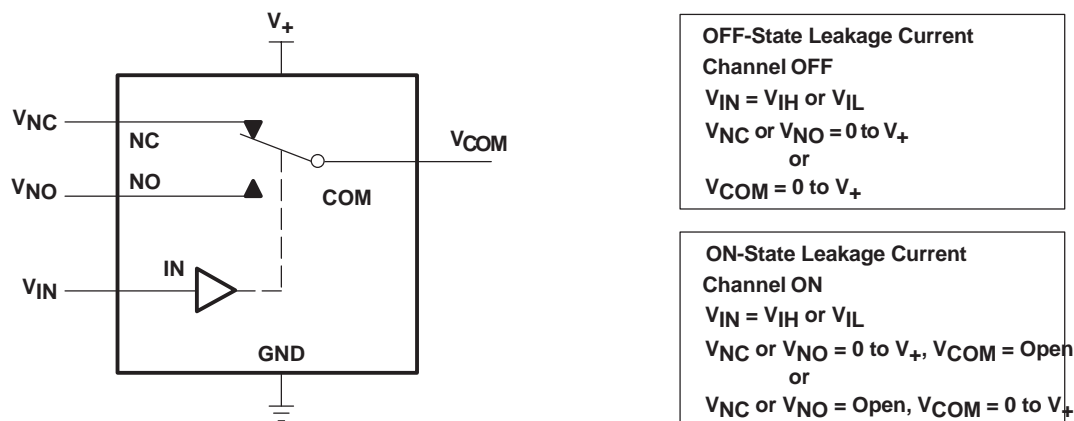 V+
VNC
NC
VCOM
VNO
NO
COM
VIN
IN
GND
OFF-State Leakage Current
Channel OFF
VIN = VIH or VIL
VNC or VNO = 0 to V+
or
VCOM = 0 to V+
ON-State Leakage Current
Channel ON
VIN = VIH or VIL
VNC or VNO = 0 to V+, VCOM = Open
or
VNC or VNO = Open, VCOM = 0 to V+